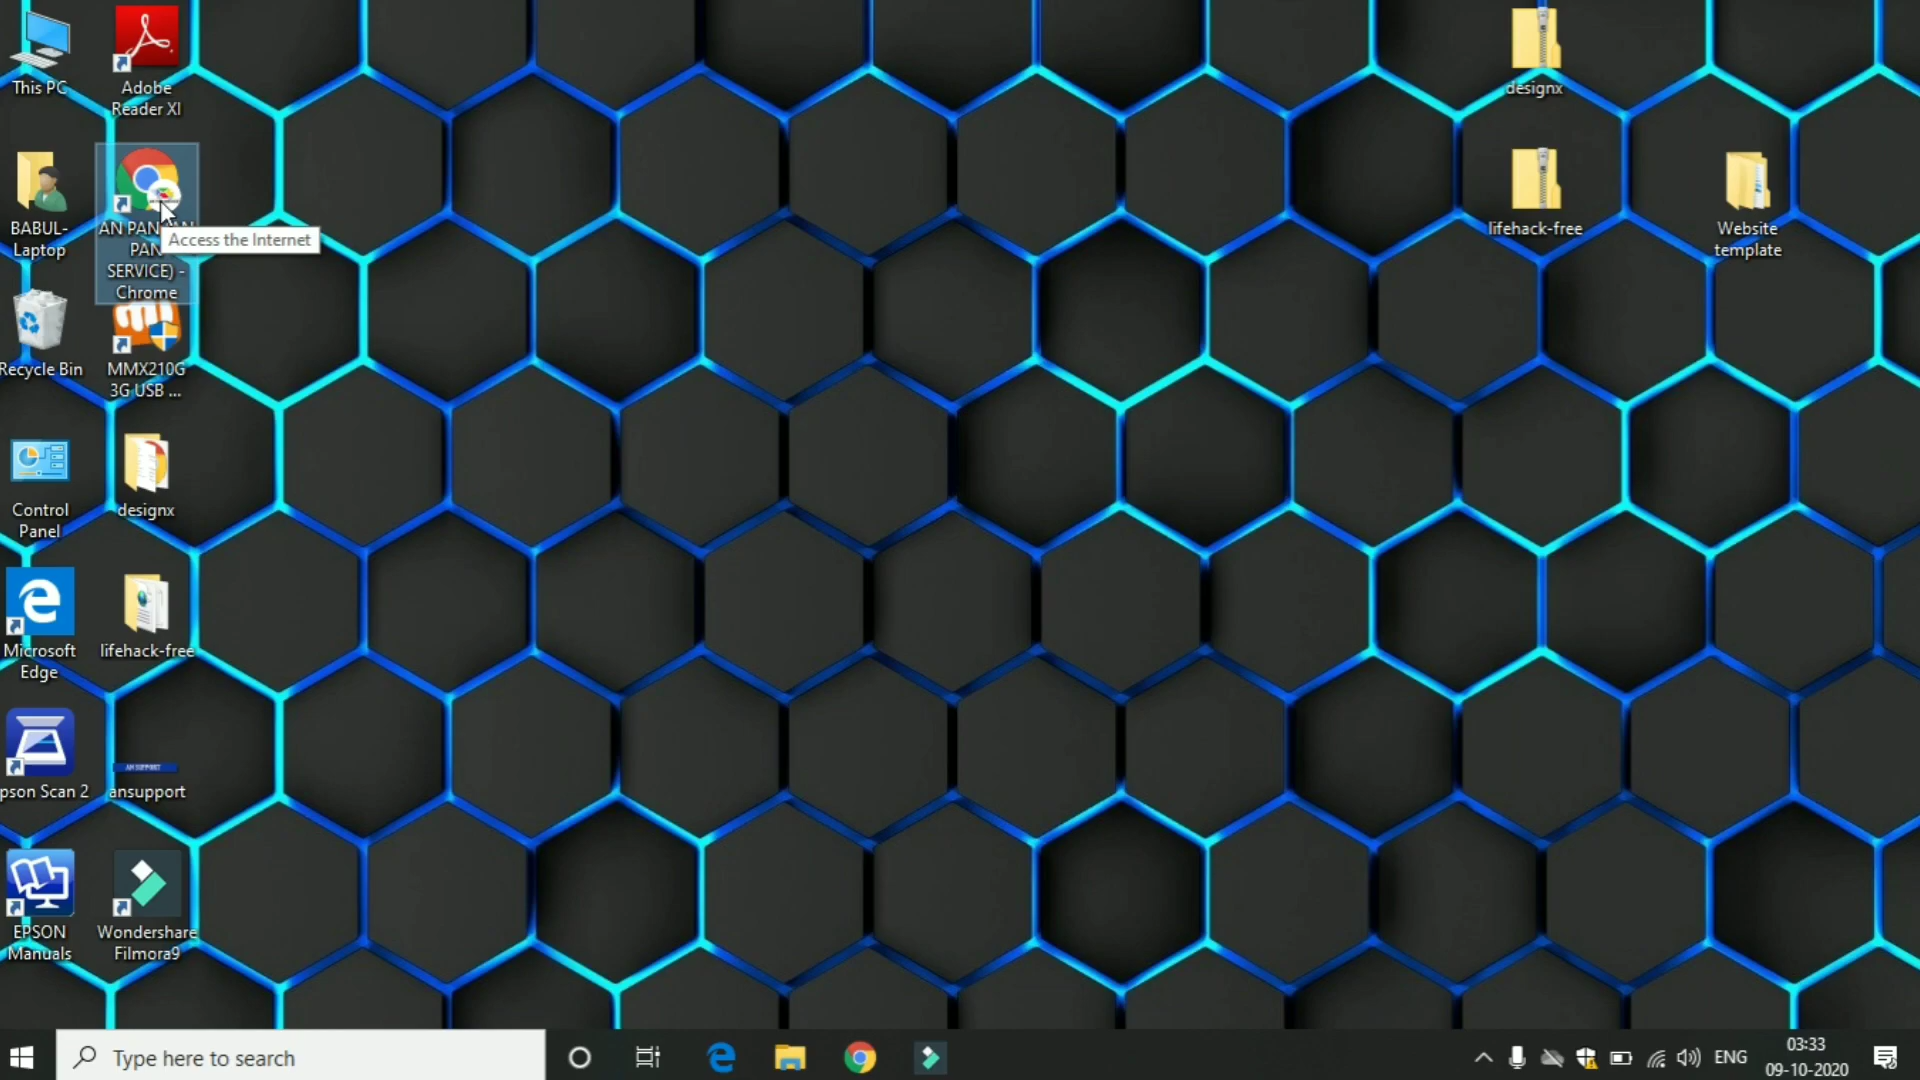 This PC
Adobe
Reader XI
designx
BABUL-
Laptop
AN PAN
PAN
SERVICE) -
Chrome
Access the Internet
lifehack-free
Website
template
Recycle Bin
MMX210G
3G USB ...
Control
Panel
designx
Microsoft
Edge
lifehack-free
pson Scan 2
AN SUPPORT
ansupport
EPSON
Manuals
Wondershare
Filmora9
Type here to search
ENG
03:33
09-10-2020